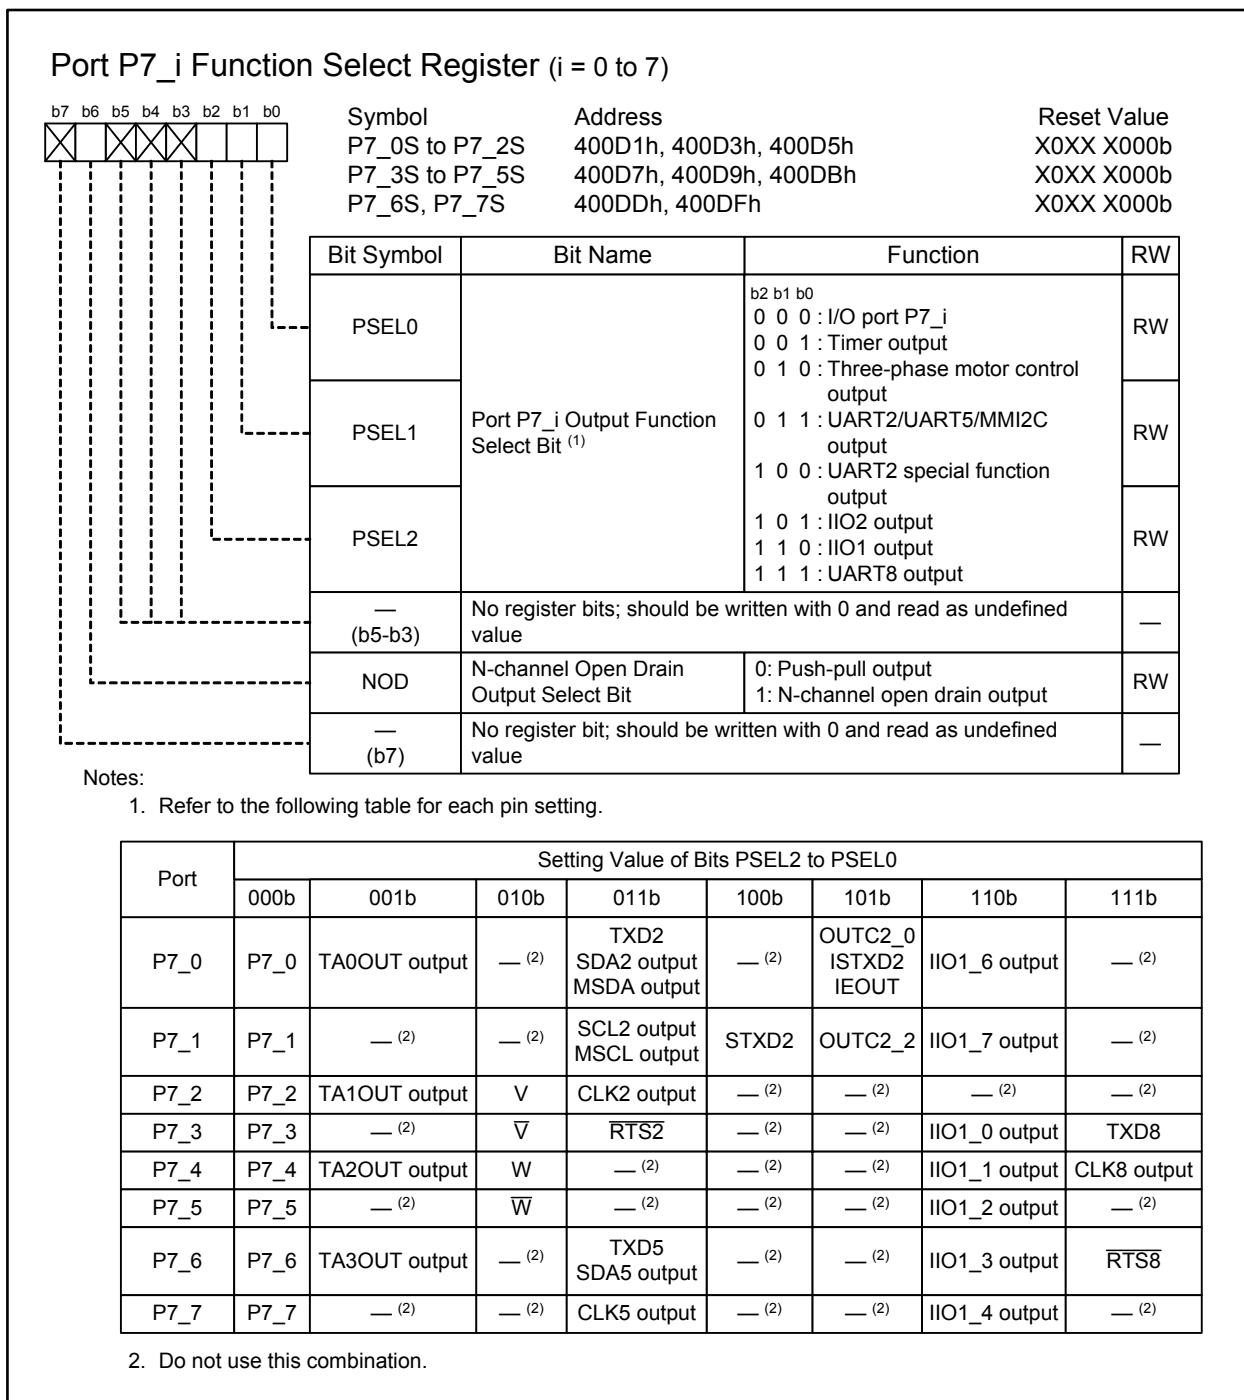 Port P7_i Function Select Register (i = 0 to 7)
b7 b6 b5 b4 b3 b2 b1 b0
Symbol Address Reset Value
P7_0S to P7_2S 400D1h, 400D3h, 400D5h X0XX X000b
P7_3S to P7_5S 400D7h, 400D9h, 400DBh X0XX X000b
P7_6S, P7_7S 400DDh, 400DFh X0XX X000b
Bit Symbol Bit Name Function RW
PSEL0
PSEL1
PSEL2
Port P7_i Output Function
Select Bit (1)
b2 b1 b0
0 0 0 : I/O port P7_i
0 0 1 : Timer output
0 1 0 : Three-phase motor control
output
0 1 1 : UART2/UART5/MMI2C
output
1 0 0 : UART2 special function
output
1 0 1 : IIO2 output
1 1 0 : IIO1 output
1 1 1 : UART8 output
RW
RW
RW
—
(b5-b3)
No register bits; should be written with 0 and read as undefined
value
—
NOD
N-channel Open Drain
Output Select Bit
0: Push-pull output
1: N-channel open drain output
RW
—
(b7)
No register bit; should be written with 0 and read as undefined
value
—
Notes:
1. Refer to the following table for each pin setting.
Port
Setting Value of Bits PSEL2 to PSEL0
000b 001b 010b 011b 100b 101b 110b 111b
P7_0 P7_0 TA0OUT output — (2)
TXD2
SDA2 output
MSDA output
— (2)
OUTC2_0
ISTXD2
IEOUT
IIO1_6 output — (2)
P7_1 P7_1 — (2) — (2)
SCL2 output
MSCL output
STXD2 OUTC2_2 IIO1_7 output — (2)
P7_2 P7_2 TA1OUT output V CLK2 output — (2) — (2) — (2) — (2)
P7_3 P7_3 — (2) V̅ R̅T̅S̅2̅ — (2) — (2) IIO1_0 output TXD8
P7_4 P7_4 TA2OUT output W — (2) — (2) — (2) IIO1_1 output CLK8 output
P7_5 P7_5 — (2) W̅ — (2) — (2) — (2) IIO1_2 output — (2)
P7_6 P7_6 TA3OUT output — (2)
TXD5
SDA5 output
— (2) — (2) IIO1_3 output R̅T̅S̅8̅
P7_7 P7_7 — (2) — (2) CLK5 output — (2) — (2) IIO1_4 output — (2)
2. Do not use this combination.